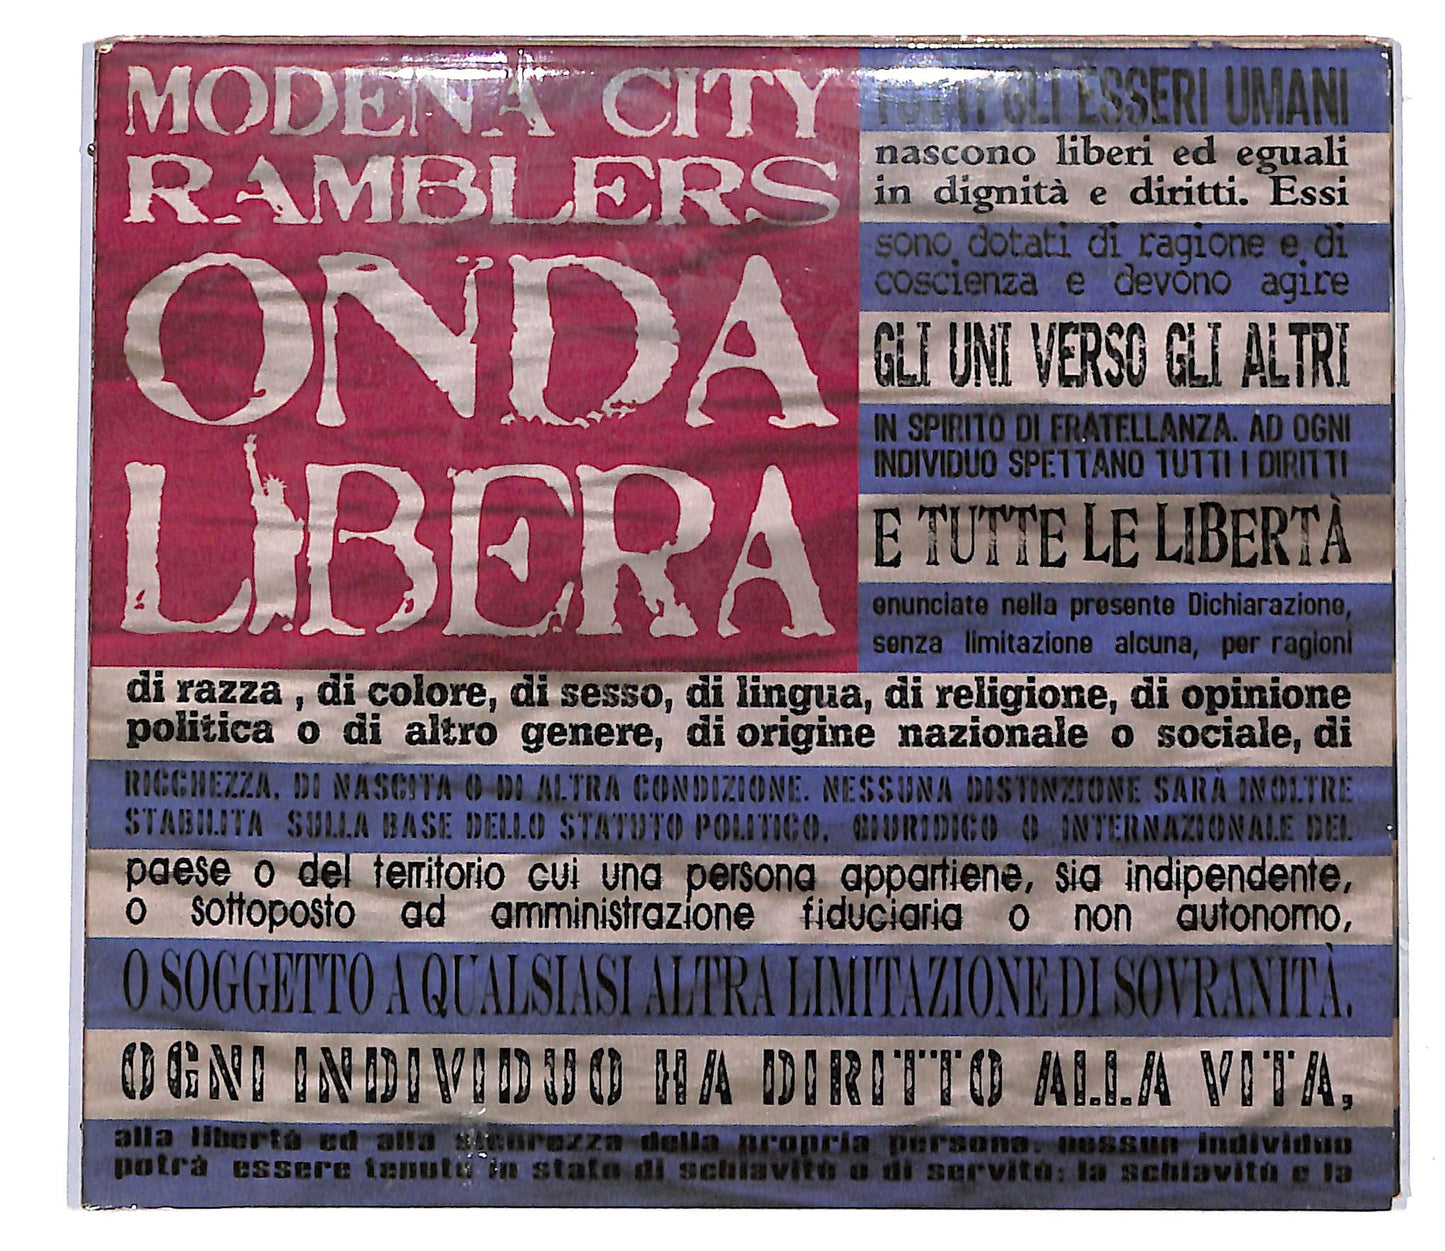 MODENA CITY
RAMBLERS
ONDA
LIBERA
TUTTI GLI ESSERI UMANI
nascono liberi ed eguali
in dignità e diritti. Essi
sono dotati di ragione e di
coscienza e devono agire
GLI UNI VERSO GLI ALTRI
IN SPIRITO DI FRATELLANZA. AD OGNI
INDIVIDUO SPETTANO TUTTI I DIRITTI
E TUTTE LE LIBERTÀ
enunciate nella presente Dichiarazione,
senza limitazione alcuna, per ragioni
di razza , di colore, di sesso, di lingua, di religione, di opinione
politica o di altro genere, di origine nazionale o sociale, di
RICCHEZZA, DI NASCITA O DI ALTRA CONDIZIONE. NESSUNA DISTINZIONE SARÀ INOLTRE
STABILITA SULLA BASE DELLO STATUTO POLITICO, GIURIDICO O INTERNAZIONALE DEL
paese o del territorio cui una persona appartiene, sia indipendente,
o sottoposto ad amministrazione fiduciaria o non autonomo,
O SOGGETTO A QUALSIASI ALTRA LIMITAZIONE DI SOVRANITÀ.
OGNI INDIVIDUO HA DIRITTO ALLA VITA,
alla libertà ed alla sicurezza della propria persona. nessun individuo
potrà essere tenuto in stato di schiavitù o di servitù; la schiavitù e la